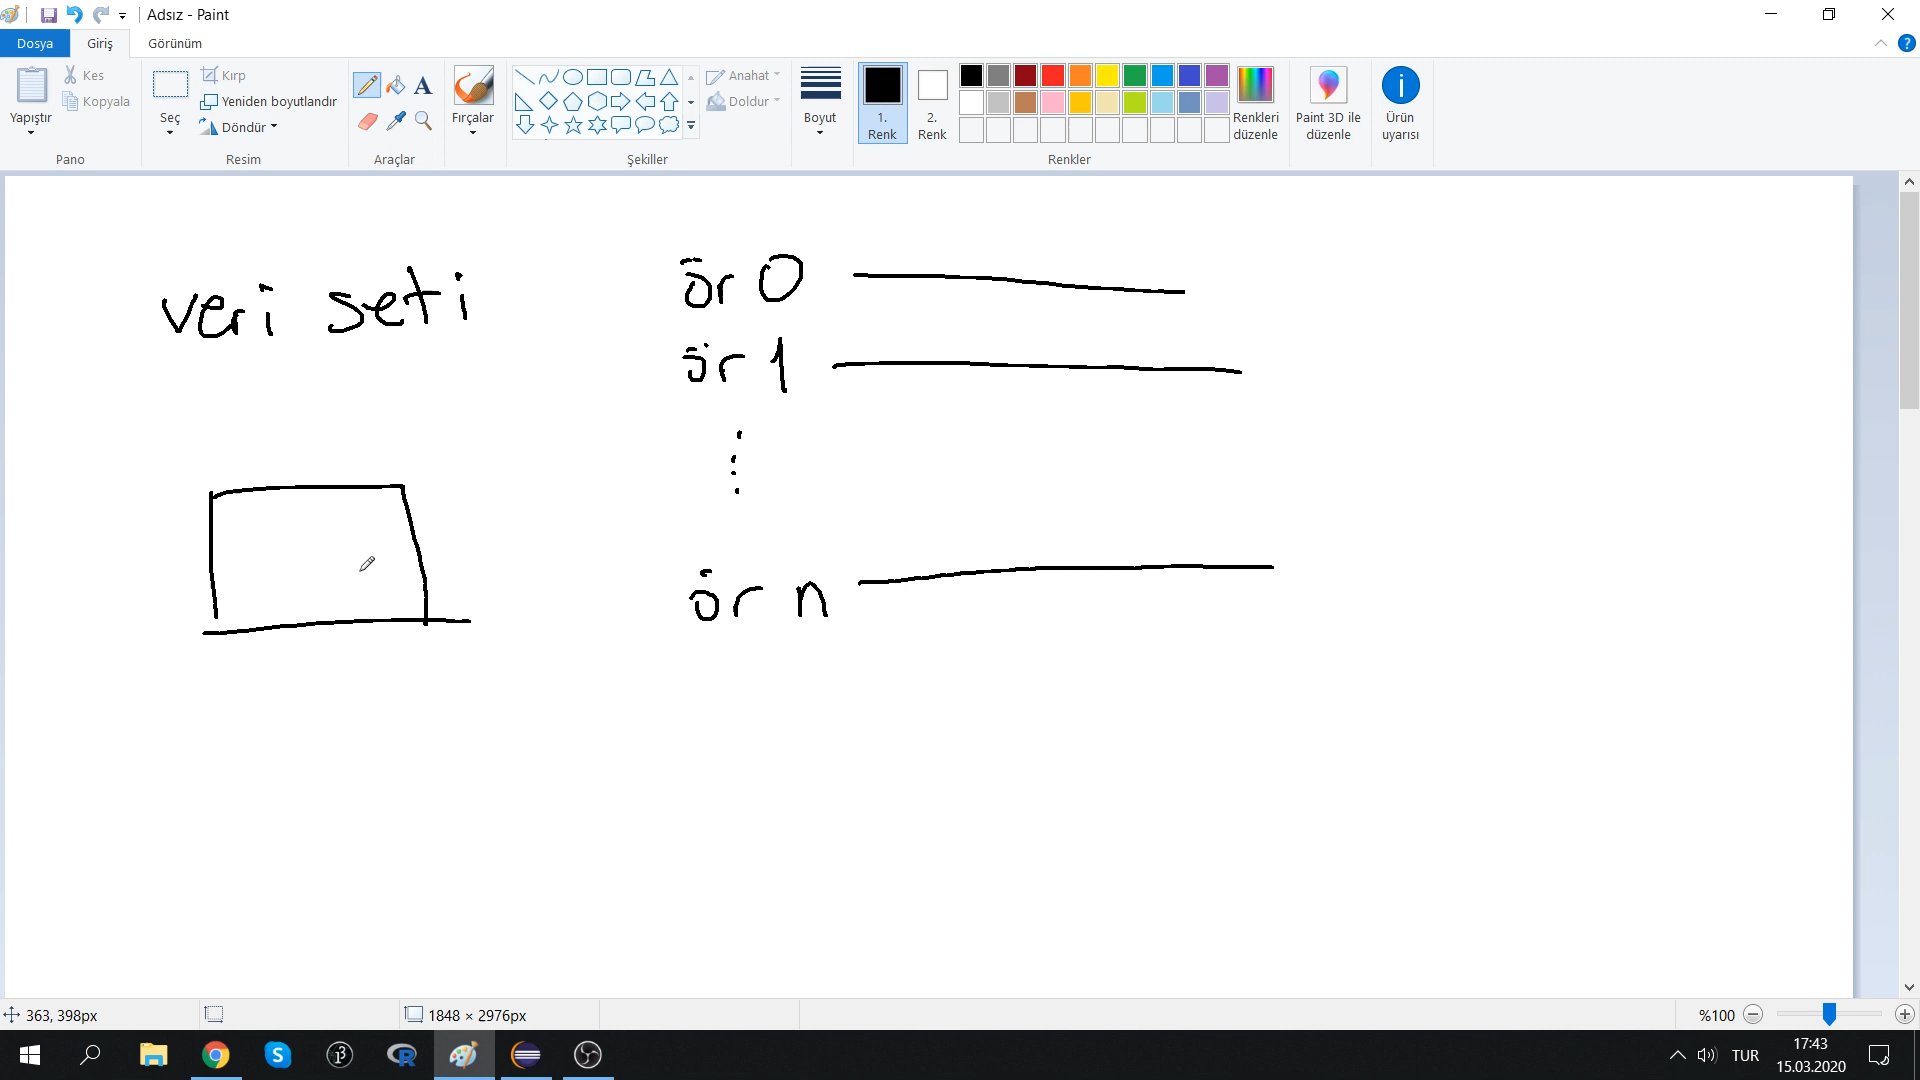 Adsız - Paint
Dosya Giriş Görünüm
Yapıştır
Kes
Kopyala
Pano
Seç
Kırp
Yeniden boyutlandır
Döndür
Resim
A
Araçlar
Fırçalar
Şekiller
Anahat
Doldur
Boyut
1. Renk
2. Renk
Renkler
Renkleri düzenle
Paint 3D ile düzenle
Ürün uyarısı
veri seti
ör 0
ör 1
ör n
363, 398px
1848 × 2976px
%100
TUR
17:43
15.03.2020